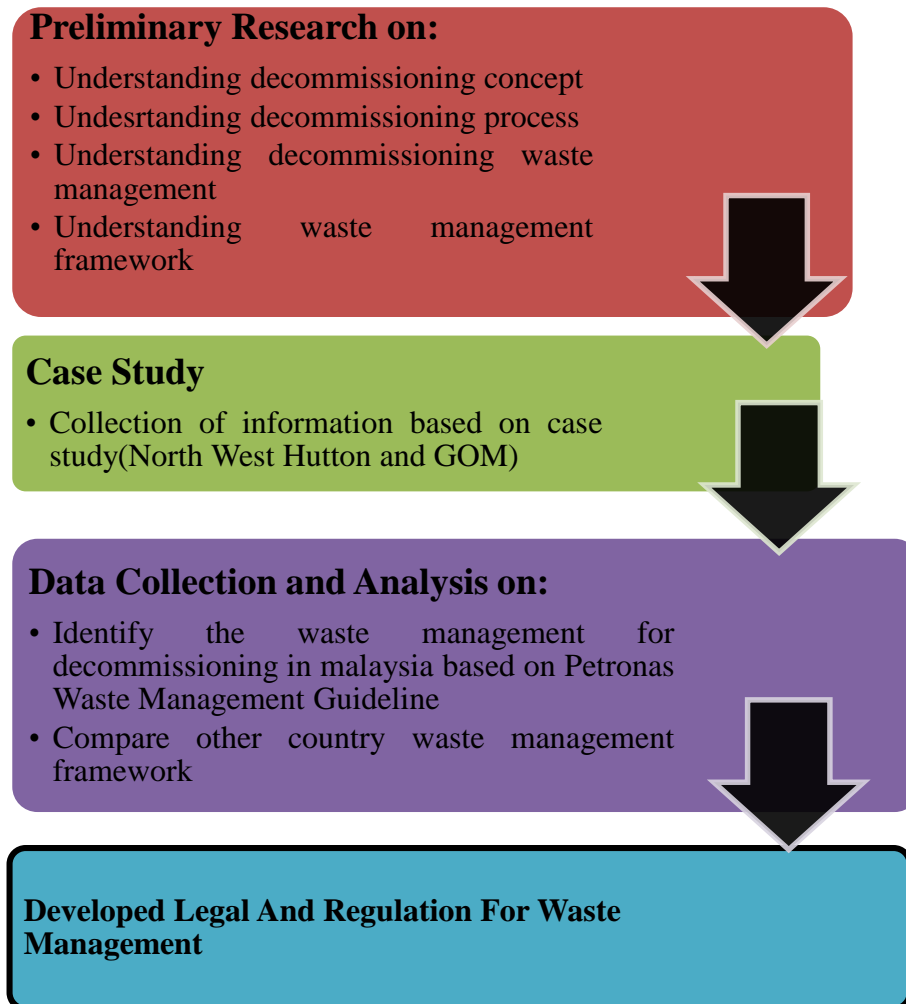 Preliminary Research on:
• Understanding decommissioning concept
• Undesrtanding decommissioning process
• Understanding decommissioning waste
management
• Understanding waste management
framework
Case Study
• Collection of information based on case
study(North West Hutton and GOM)
Data Collection and Analysis on:
• Identify the waste management for
decommissioning in malaysia based on Petronas
Waste Management Guideline
• Compare other country waste management
framework
Developed Legal And Regulation For Waste
Management